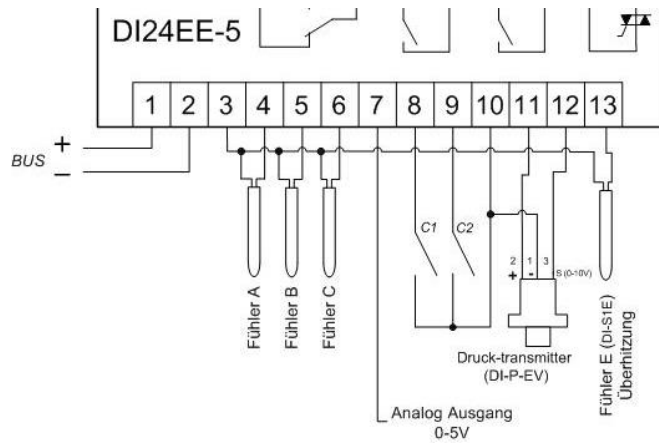 DI24EE-5
1 2 3 4 5 6 7 8 9 10 11 12 13
+
BUS
–
C1 C2
2 1 3
+ - S (0-10V)
Fühler A
Fühler B
Fühler C
Druck-transmitter
(DI-P-EV)
Fühler E (DI-S1E)
Überhitzung
Analog Ausgang
0-5V